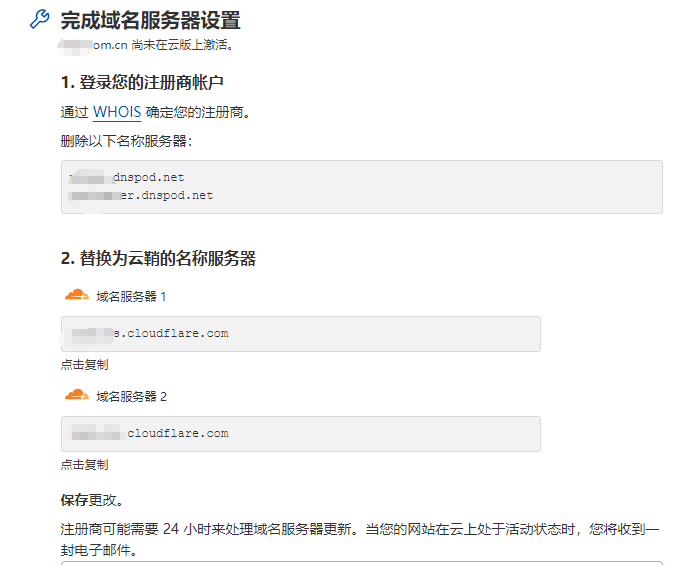 完成域名服务器设置
om.cn 尚未在云版上激活。
1. 登录您的注册商帐户
通过 WHOIS 确定您的注册商。
删除以下名称服务器：
dnspod.net
er.dnspod.net
2. 替换为云鞘的名称服务器
域名服务器 1
s.cloudflare.com
点击复制
域名服务器 2
cloudflare.com
点击复制
保存更改。
注册商可能需要 24 小时来处理域名服务器更新。当您的网站在云上处于活动状态时，您将收到一
封电子邮件。